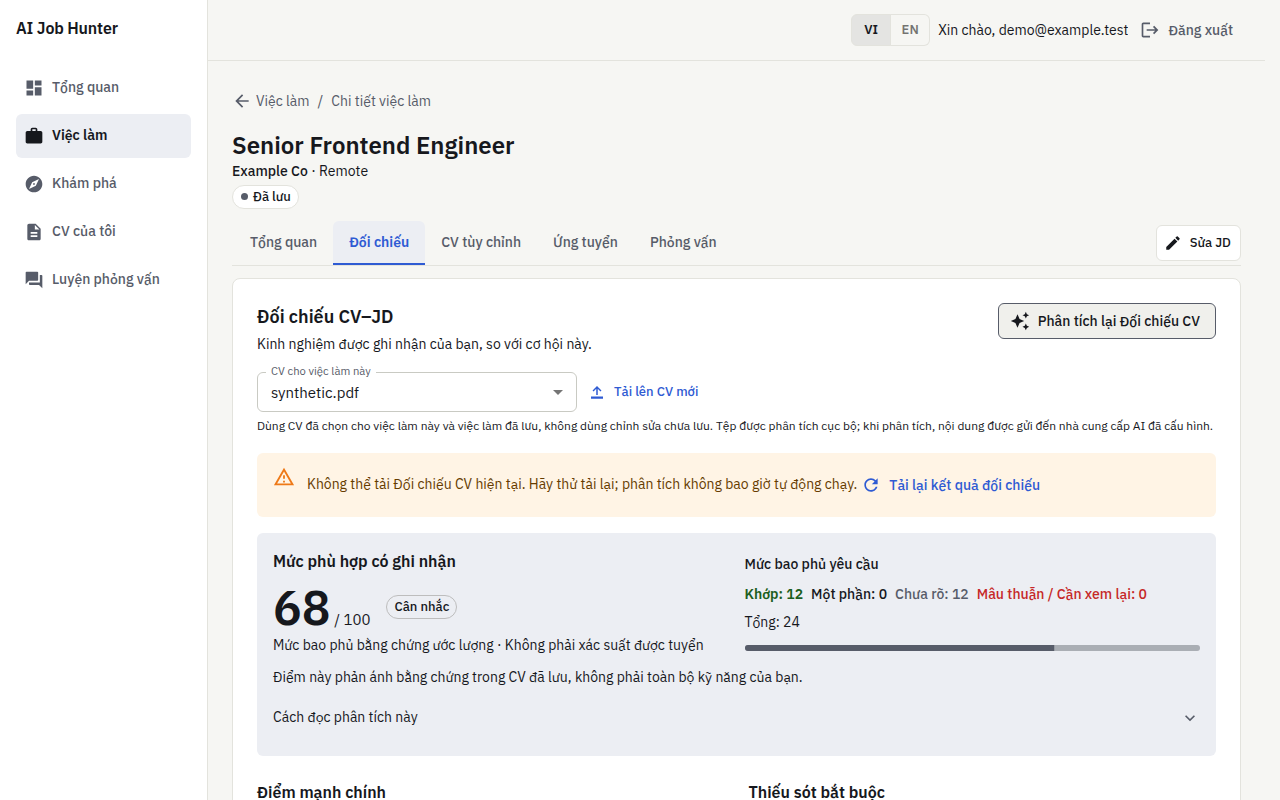 AI Job Hunter
VI EN Xin chào, demo@example.test Đăng xuất
Tổng quan
Việc làm
Khám phá
CV của tôi
Luyện phỏng vấn
Việc làm / Chi tiết việc làm
Senior Frontend Engineer
Example Co · Remote
Đã lưu
Tổng quan Đối chiếu CV tùy chỉnh Ứng tuyển Phỏng vấn Sửa JD
Đối chiếu CV–JD
Phân tích lại Đối chiếu CV
Kinh nghiệm được ghi nhận của bạn, so với cơ hội này.
CV cho việc làm này
synthetic.pdf
Tải lên CV mới
Dùng CV đã chọn cho việc làm này và việc làm đã lưu, không dùng chỉnh sửa chưa lưu. Tệp được phân tích cục bộ; khi phân tích, nội dung được gửi đến nhà cung cấp AI đã cấu hình.
Không thể tải Đối chiếu CV hiện tại. Hãy thử tải lại; phân tích không bao giờ tự động chạy. Tải lại kết quả đối chiếu
Mức phù hợp có ghi nhận
68 / 100 Cân nhắc
Mức bao phủ bằng chứng ước lượng · Không phải xác suất được tuyển
Mức bao phủ yêu cầu
Khớp: 12 Một phần: 0 Chưa rõ: 12 Mâu thuẫn / Cần xem lại: 0
Tổng: 24
Điểm này phản ánh bằng chứng trong CV đã lưu, không phải toàn bộ kỹ năng của bạn.
Cách đọc phân tích này
Điểm mạnh chính
Thiếu sót bắt buộc